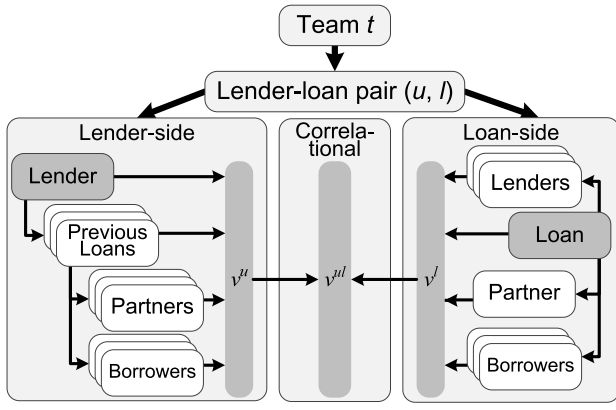 Team t
Lender-loan pair (u, l)
Lender-side
Correla-
tional
Loan-side
Lender
Previous
Loans
Partners
Borrowers
v^u
v^ul
v^l
Lenders
Loan
Partner
Borrowers